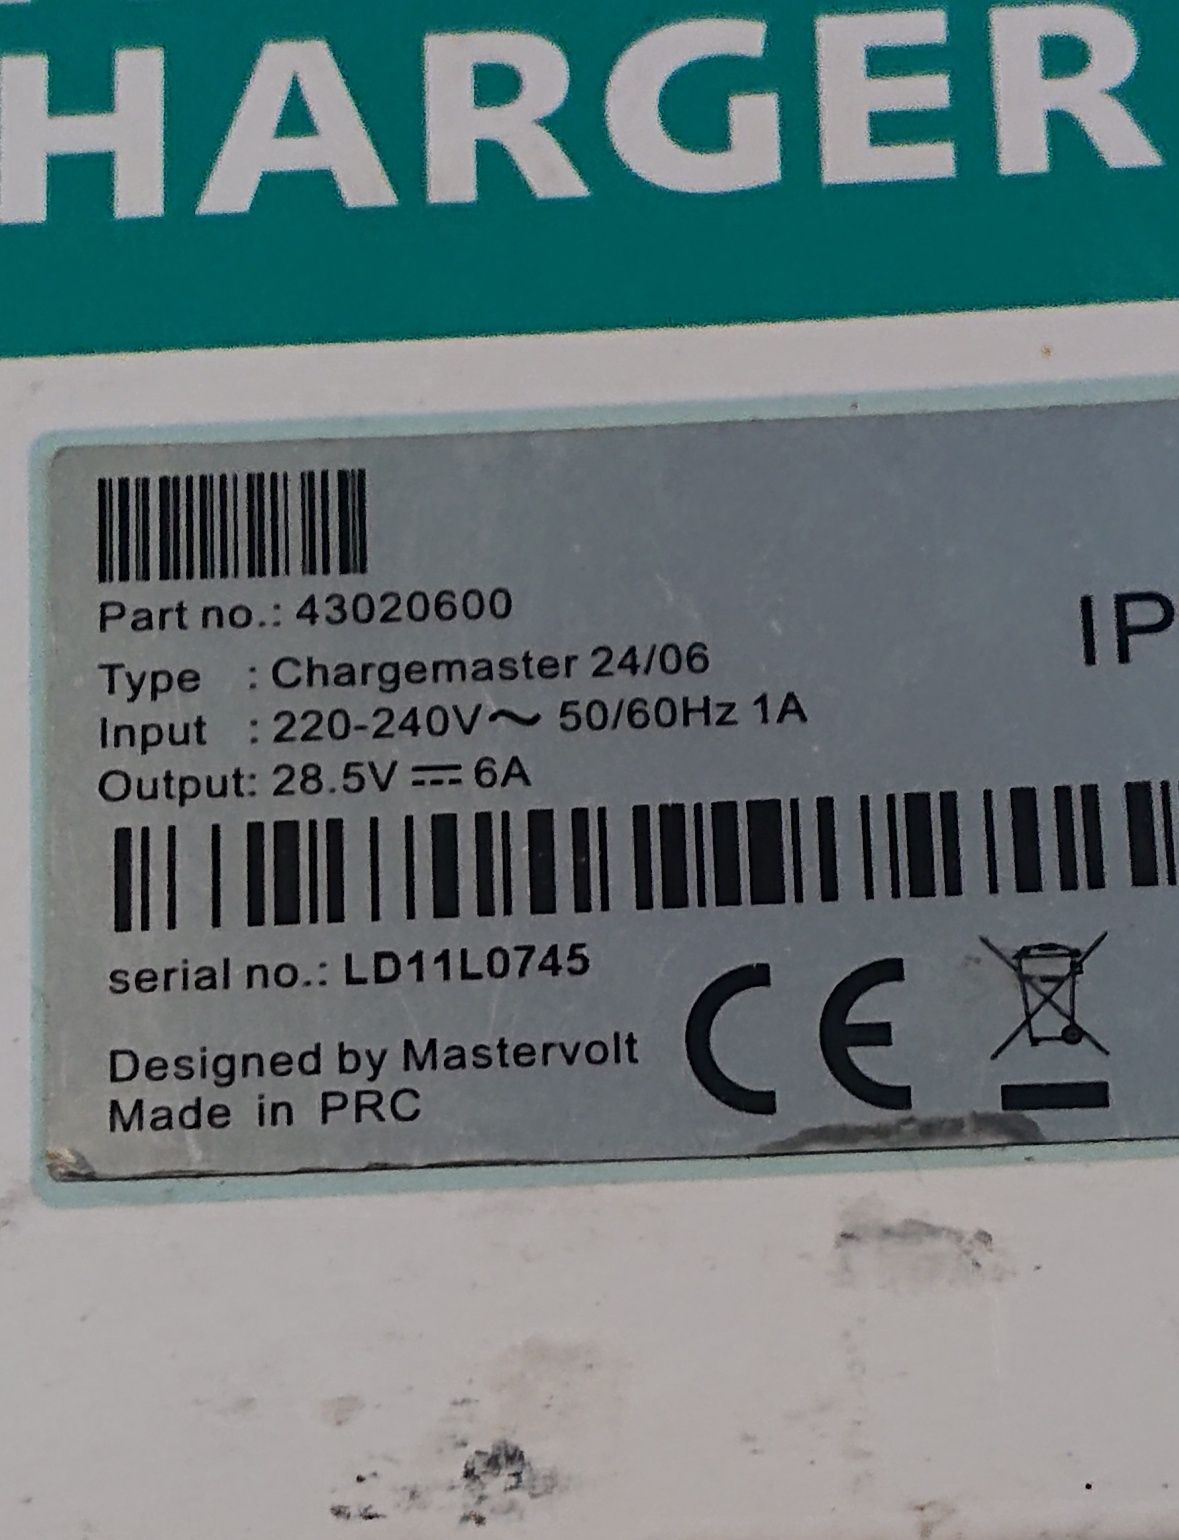 HARGER
Part no.: 43020600
Type : Chargemaster 24/06
Input : 220-240V~ 50/60Hz 1A
Output: 28.5V ⎓ 6A
IP
serial no.: LD11L0745
Designed by Mastervolt
Made in PRC
CE